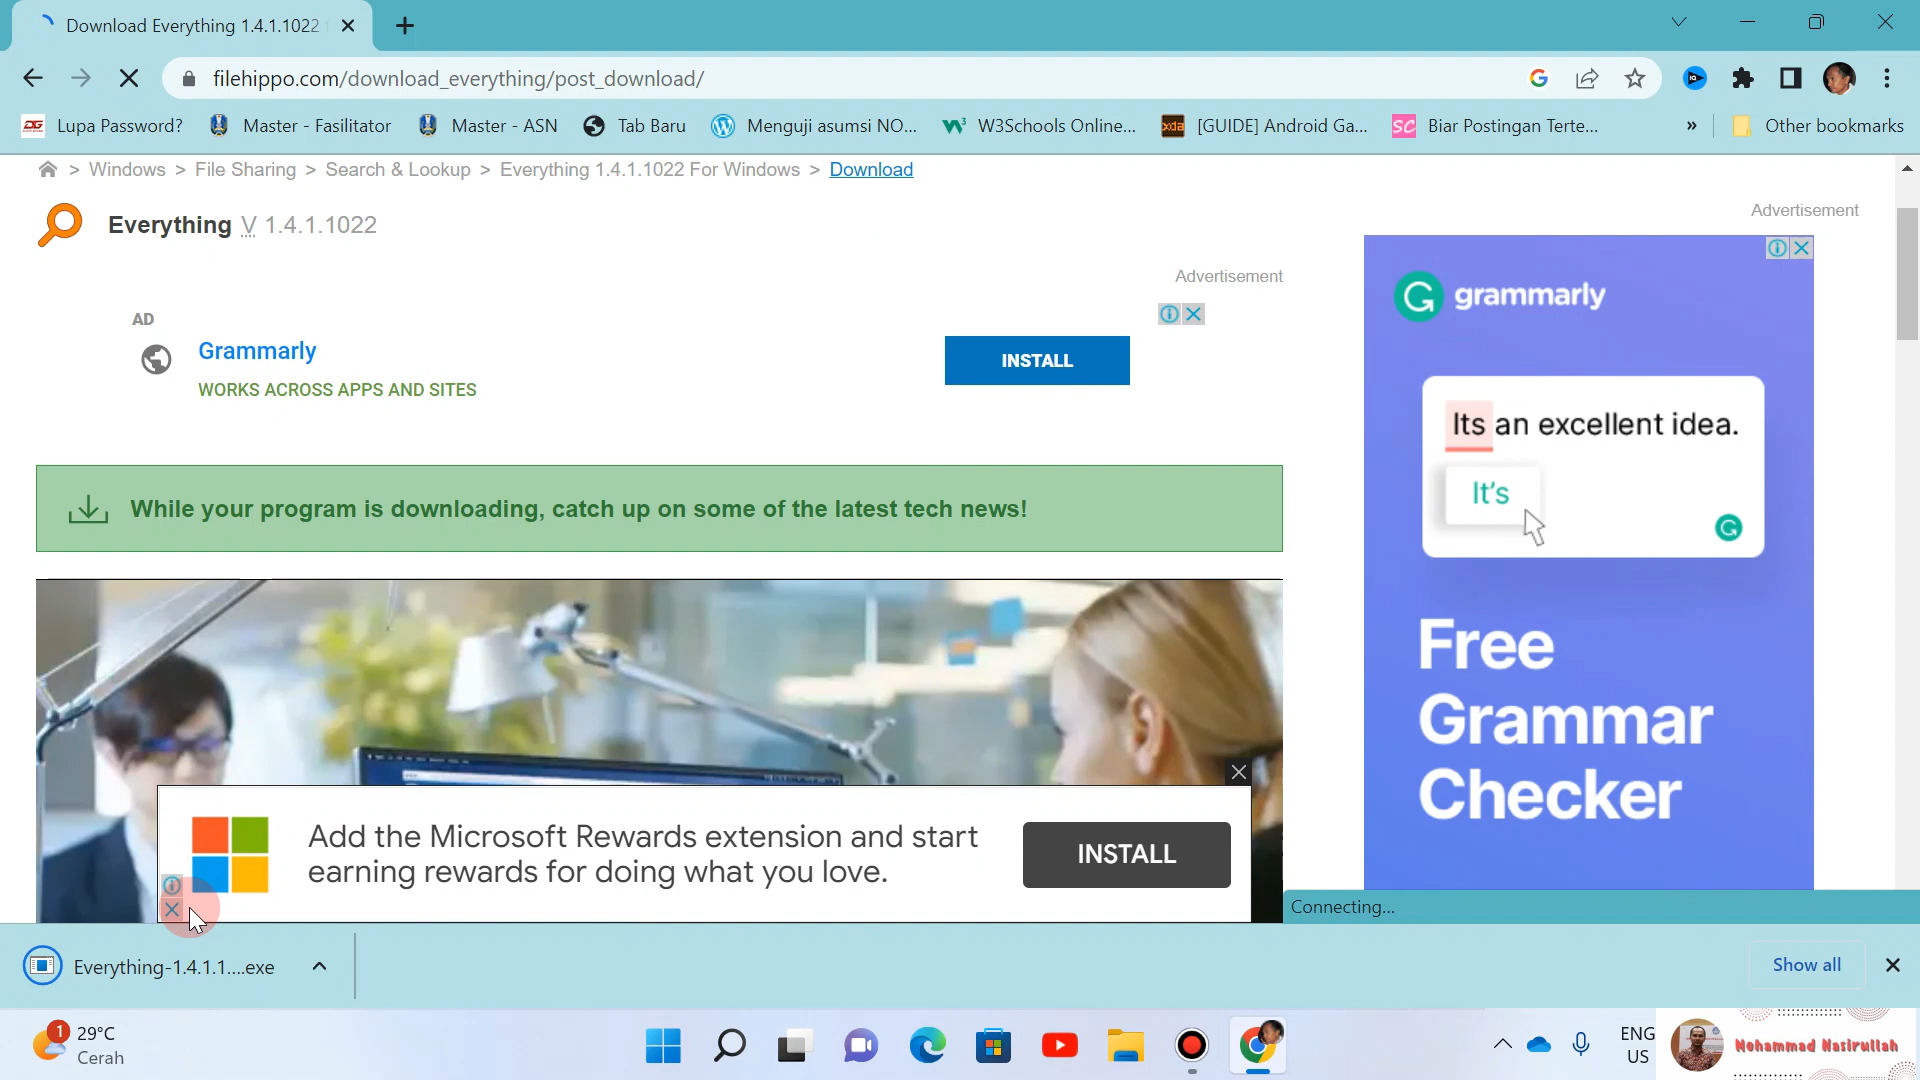 Download Everything 1.4.1.1022
filehippo.com/download_everything/post_download/
Lupa Password?
Master - Fasilitator
Master - ASN
Tab Baru
Menguji asumsi NO...
W3Schools Online...
[GUIDE] Android Ga...
Biar Postingan Terte...
»
Other bookmarks
> Windows > File Sharing > Search & Lookup > Everything 1.4.1.1022 For Windows > Download
Everything V 1.4.1.1022
Advertisement
Advertisement
AD
Grammarly
WORKS ACROSS APPS AND SITES
INSTALL
grammarly
Its an excellent idea.
It's
Free
Grammar
Checker
While your program is downloading, catch up on some of the latest tech news!
Add the Microsoft Rewards extension and start
earning rewards for doing what you love.
INSTALL
Connecting...
Everything-1.4.1.1....exe
Show all
1
29°C
Cerah
ENG
US
Mohammad Nasirullah